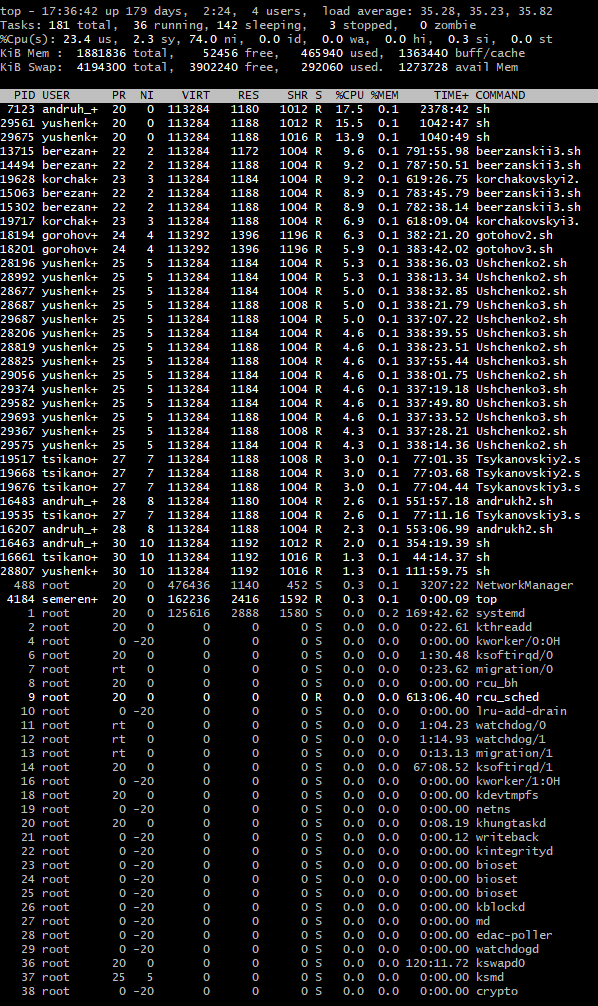 top - 17:36:42 up 179 days,  2:24,  4 users,  load average: 35.28, 35.23, 35.82
Tasks: 181 total,  36 running, 142 sleeping,   3 stopped,   0 zombie
%Cpu(s): 23.4 us,  2.3 sy, 74.0 ni,  0.0 id,  0.0 wa,  0.0 hi,  0.3 si,  0.0 st
KiB Mem :  1881836 total,    52456 free,   465940 used,  1363440 buff/cache
KiB Swap:  4194300 total,  3902240 free,   292060 used.  1273728 avail Mem
PID USER PR NI VIRT RES SHR S %CPU %MEM TIME+ COMMAND
7123 andruh_+ 20 0 113284 1180 1012 R 17.5 0.1 2378:42 sh
29561 yushenk+ 20 0 113284 1188 1012 R 15.5 0.1 1042:47 sh
29675 yushenk+ 20 0 113284 1188 1016 R 13.9 0.1 1040:49 sh
13715 berezan+ 22 2 113284 1172 1004 R 9.6 0.1 791:55.98 beerzanskii3.sh
14494 berezan+ 22 2 113284 1188 1004 R 9.2 0.1 787:50.51 beerzanskii3.sh
19628 korchak+ 23 3 113284 1184 1004 R 9.2 0.1 619:26.75 korchakovskyi2.
15063 berezan+ 22 2 113284 1188 1004 R 8.9 0.1 783:45.79 beerzanskii3.sh
15302 berezan+ 22 2 113284 1188 1004 R 8.9 0.1 782:38.14 beerzanskii3.sh
19717 korchak+ 23 3 113284 1188 1004 R 6.9 0.1 618:09.04 korchakovskyi3.
18194 gorohov+ 24 4 113292 1396 1196 R 6.3 0.1 382:21.20 gotohov2.sh
18201 gorohov+ 24 4 113292 1396 1196 R 5.9 0.1 383:42.02 gotohov3.sh
28196 yushenk+ 25 5 113284 1184 1004 R 5.3 0.1 338:36.03 Ushchenko2.sh
28992 yushenk+ 25 5 113284 1184 1004 R 5.3 0.1 338:13.34 Ushchenko2.sh
28677 yushenk+ 25 5 113284 1184 1004 R 5.0 0.1 338:32.85 Ushchenko2.sh
28687 yushenk+ 25 5 113284 1188 1008 R 5.0 0.1 338:21.79 Ushchenko3.sh
29687 yushenk+ 25 5 113284 1188 1004 R 5.0 0.1 337:07.22 Ushchenko2.sh
28206 yushenk+ 25 5 113284 1188 1004 R 4.6 0.1 338:39.55 Ushchenko3.sh
28819 yushenk+ 25 5 113284 1188 1004 R 4.6 0.1 338:23.51 Ushchenko2.sh
28825 yushenk+ 25 5 113284 1188 1004 R 4.6 0.1 337:55.44 Ushchenko3.sh
29056 yushenk+ 25 5 113284 1184 1004 R 4.6 0.1 338:01.75 Ushchenko2.sh
29374 yushenk+ 25 5 113284 1184 1004 R 4.6 0.1 337:19.18 Ushchenko3.sh
29582 yushenk+ 25 5 113284 1188 1004 R 4.6 0.1 337:49.80 Ushchenko3.sh
29693 yushenk+ 25 5 113284 1188 1004 R 4.6 0.1 337:33.52 Ushchenko3.sh
29367 yushenk+ 25 5 113284 1188 1008 R 4.3 0.1 337:28.21 Ushchenko2.sh
29575 yushenk+ 25 5 113284 1188 1004 R 4.3 0.1 338:14.36 Ushchenko2.sh
19517 tsikano+ 27 7 113284 1188 1008 R 3.0 0.1 77:01.35 Tsykanovskiy2.s
19668 tsikano+ 27 7 113284 1188 1004 R 3.0 0.1 77:03.68 Tsykanovskiy2.s
19676 tsikano+ 27 7 113284 1188 1004 R 3.0 0.1 77:04.44 Tsykanovskiy3.s
16483 andruh_+ 28 8 113284 1180 1004 R 2.6 0.1 551:57.18 andrukh2.sh
19535 tsikano+ 27 7 113284 1188 1004 R 2.6 0.1 77:11.16 Tsykanovskiy3.s
16207 andruh_+ 28 8 113284 1188 1004 R 2.3 0.1 553:06.99 andrukh2.sh
16463 andruh_+ 30 10 113284 1192 1012 R 2.0 0.1 354:19.39 sh
16661 tsikano+ 30 10 113284 1192 1016 R 1.3 0.1 44:14.37 sh
28807 yushenk+ 30 10 113284 1192 1016 R 1.3 0.1 111:59.75 sh
488 root 20 0 476436 1140 452 S 0.3 0.1 3207:22 NetworkManager
4184 semeren+ 20 0 162236 2416 1592 R 0.3 0.1 0:00.09 top
1 root 20 0 125616 2888 1580 S 0.0 0.2 169:42.62 systemd
2 root 20 0 0 0 0 S 0.0 0.0 0:22.61 kthreadd
4 root 0 -20 0 0 0 S 0.0 0.0 0:00.00 kworker/0:0H
6 root 20 0 0 0 0 S 0.0 0.0 1:30.48 ksoftirqd/0
7 root rt 0 0 0 0 S 0.0 0.0 0:23.62 migration/0
8 root 20 0 0 0 0 S 0.0 0.0 0:00.00 rcu_bh
9 root 20 0 0 0 0 R 0.0 0.0 613:06.40 rcu_sched
10 root 0 -20 0 0 0 S 0.0 0.0 0:00.00 lru-add-drain
11 root rt 0 0 0 0 S 0.0 0.0 1:04.23 watchdog/0
12 root rt 0 0 0 0 S 0.0 0.0 1:14.93 watchdog/1
13 root rt 0 0 0 0 S 0.0 0.0 0:13.13 migration/1
14 root 20 0 0 0 0 S 0.0 0.0 67:08.52 ksoftirqd/1
16 root 0 -20 0 0 0 S 0.0 0.0 0:00.00 kworker/1:0H
18 root 20 0 0 0 0 S 0.0 0.0 0:00.00 kdevtmpfs
19 root 0 -20 0 0 0 S 0.0 0.0 0:00.00 netns
20 root 20 0 0 0 0 S 0.0 0.0 0:08.19 khungtaskd
21 root 0 -20 0 0 0 S 0.0 0.0 0:00.12 writeback
22 root 0 -20 0 0 0 S 0.0 0.0 0:00.00 kintegrityd
23 root 0 -20 0 0 0 S 0.0 0.0 0:00.00 bioset
24 root 0 -20 0 0 0 S 0.0 0.0 0:00.00 bioset
25 root 0 -20 0 0 0 S 0.0 0.0 0:00.00 bioset
26 root 0 -20 0 0 0 S 0.0 0.0 0:00.00 kblockd
27 root 0 -20 0 0 0 S 0.0 0.0 0:00.00 md
28 root 0 -20 0 0 0 S 0.0 0.0 0:00.00 edac-poller
29 root 0 -20 0 0 0 S 0.0 0.0 0:00.00 watchdogd
36 root 20 0 0 0 0 S 0.0 0.0 120:11.72 kswapd0
37 root 25 5 0 0 0 S 0.0 0.0 0:00.00 ksmd
38 root 0 -20 0 0 0 S 0.0 0.0 0:00.00 crypto